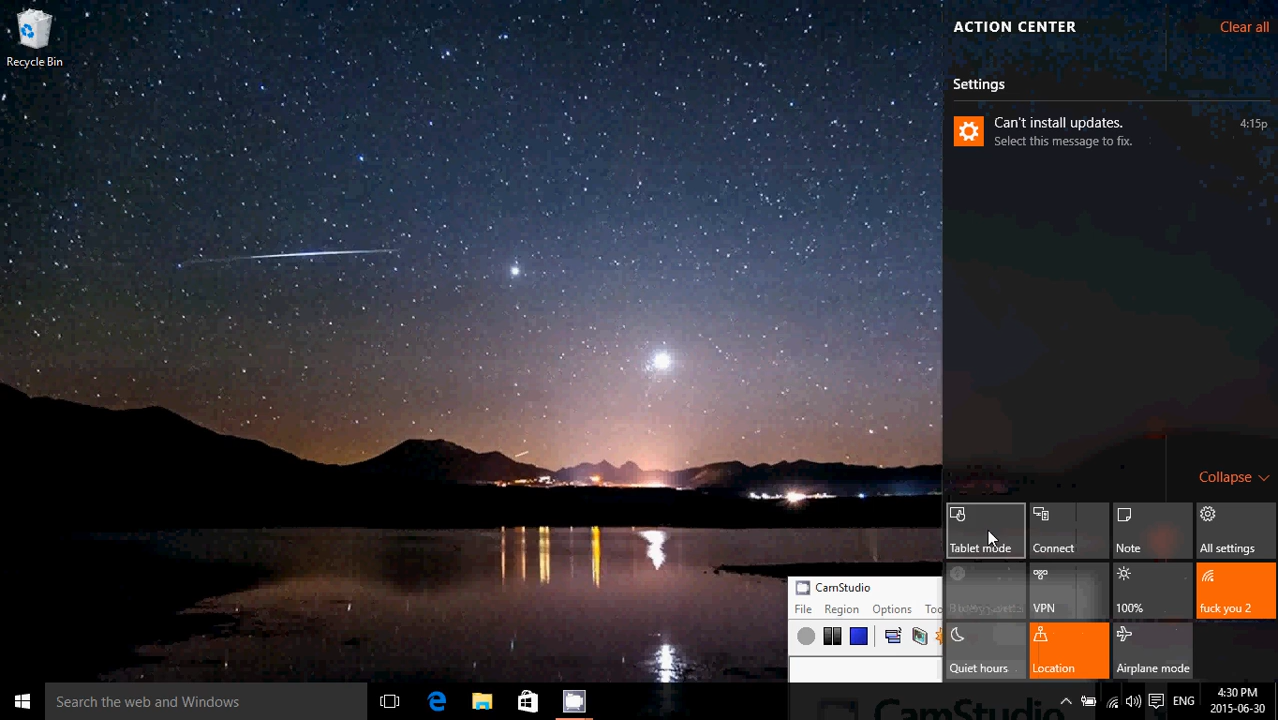 Recycle Bin
ACTION CENTER
Clear all
Settings
Can't install updates.
4:15p
Select this message to fix.
Collapse
Tablet mode
Connect
Note
All settings
VPN
100%
fuck you 2
Quiet hours
Location
Airplane mode
CamStudio
File
Region
Options
Too
CamStudio
Search the web and Windows
ENG
4:30 PM
2015-06-30